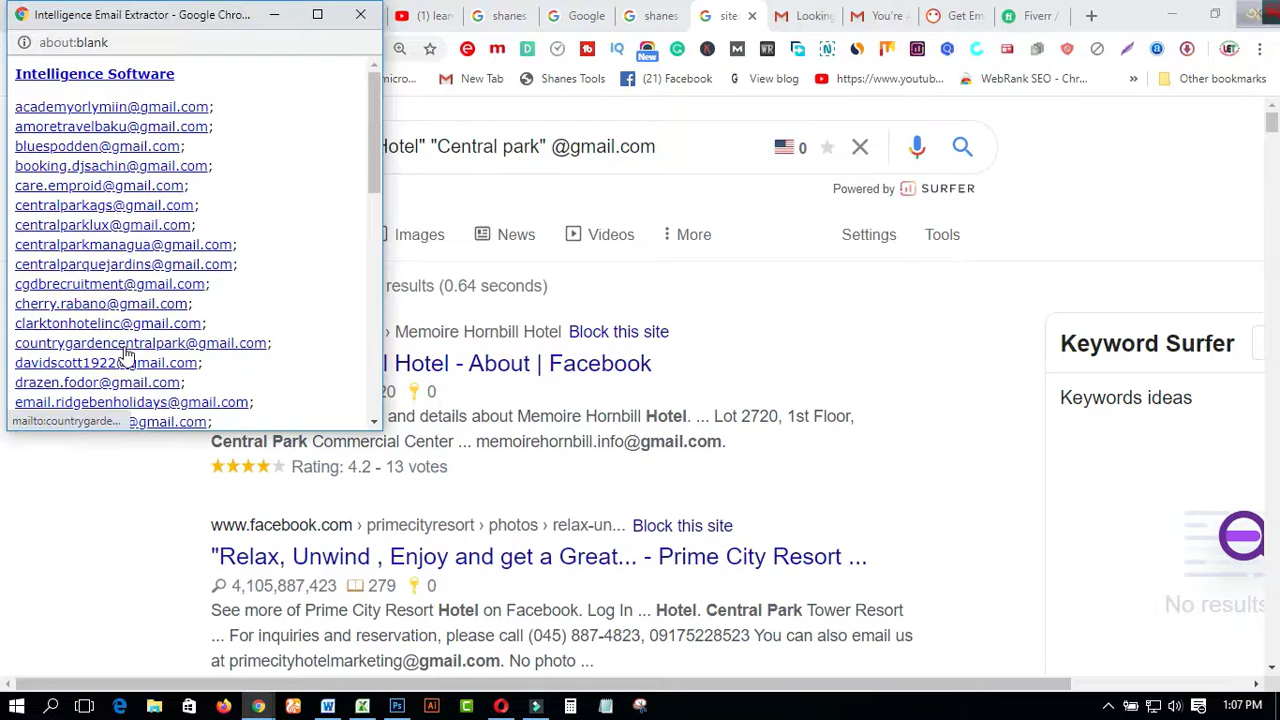 Intelligence Email Extractor - Google Chro...
about:blank
Intelligence Software
academyorlymiin@gmail.com;
amoretravelbaku@gmail.com;
bluespodden@gmail.com;
booking.djsachin@gmail.com;
care.emproid@gmail.com;
centralparkags@gmail.com;
centralparklux@gmail.com;
centralparkmanagua@gmail.com;
centralparquejardins@gmail.com;
cgdbrecruitment@gmail.com;
cherry.rabano@gmail.com;
clarktonhotelinc@gmail.com;
countrygardencentralpark@gmail.com;
davidscott1922@gmail.com;
drazen.fodor@gmail.com;
email.ridgebenholidays@gmail.com;
@gmail.com;
mailto:countrygarde...
(1) lear
shanes
Google
shanes
site:
Looking
You're
Get Em
Fiverr /
New
micro...
New Tab
Shanes Tools
(21) Facebook
View blog
https://www.youtube...
WebRank SEO - Chr...
»
Other bookmarks
Hotel" "Central park" @gmail.com
0
Powered by SURFER
Images
News
Videos
More
Settings
Tools
results (0.64 seconds)
› Memoire Hornbill Hotel Block this site
l Hotel - About | Facebook
20 0
and details about Memoire Hornbill Hotel. ... Lot 2720, 1st Floor,
Central Park Commercial Center ... memoirehornbill.info@gmail.com.
Rating: 4.2 - 13 votes
www.facebook.com › primecityresort › photos › relax-un... Block this site
"Relax, Unwind , Enjoy and get a Great... - Prime City Resort ...
4,105,887,423 279 0
See more of Prime City Resort Hotel on Facebook. Log In ... Hotel. Central Park Tower Resort
... For inquiries and reservation, please call (045) 887-4823, 09175228523 You can also email us
at primecityhotelmarketing@gmail.com. No photo ...
Keyword Surfer
Keywords ideas
No results
1:07 PM